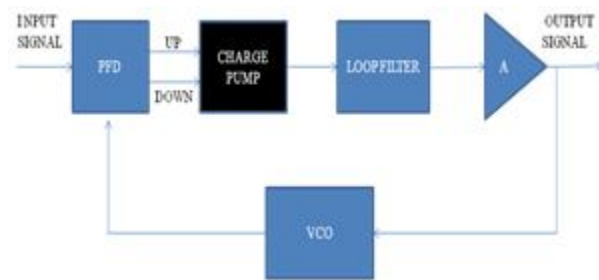 INPUT
SIGNAL
UP
DOWN
PFD
CHARGE
PUMP
LOOPFILTER
A
OUTPUT
SIGNAL
VCO